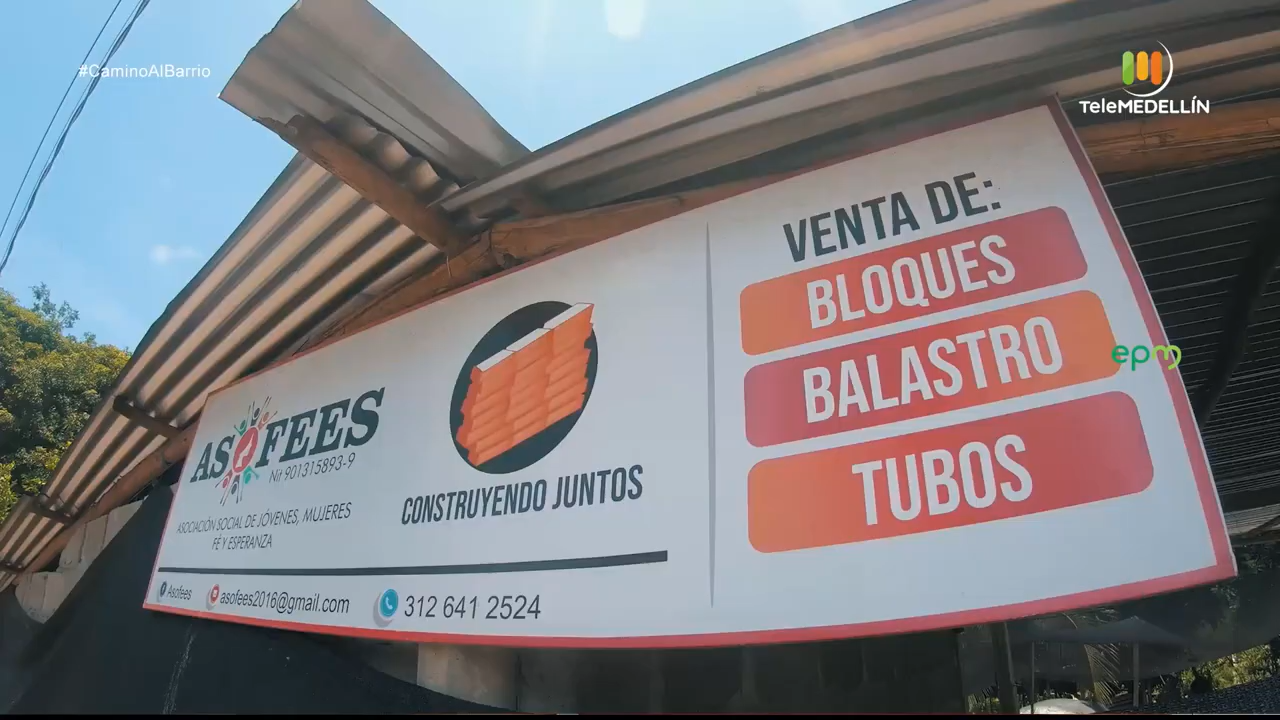 #CaminoAlBarrio
TeleMEDELLÍN
VENTA DE:
BLOQUES
BALASTRO
TUBOS
epm
ASOFEES
Nit 901315893-9
ASOCIACIÓN SOCIAL DE JÓVENES, MUJERES
FÉ Y ESPERANZA
CONSTRUYENDO JUNTOS
Asofees
asofees2016@gmail.com
312 641 2524